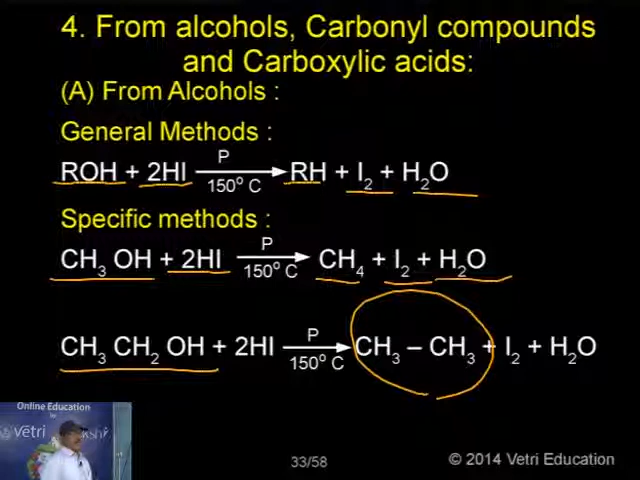 4. From alcohols, Carbonyl compounds
and Carboxylic acids:
(A) From Alcohols :
General Methods :
ROH + 2HI P 150° C RH + I₂ + H₂O
Specific methods :
CH₃ OH + 2HI P 150° C CH₄ + I₂ + H₂O
CH₃ CH₂ OH + 2HI P 150° C CH₃ – CH₃ + I₂ + H₂O
Online Education
vetri
33/58
© 2014 Vetri Education